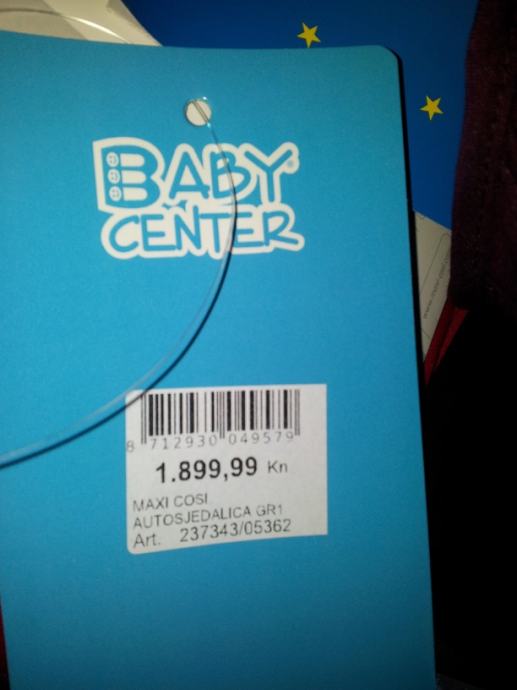 BABY
CENTER
8 712930 049579
1.899,99 Kn
MAXI COSI
AUTOSJEDALICA GR1
Art. 237343/05362